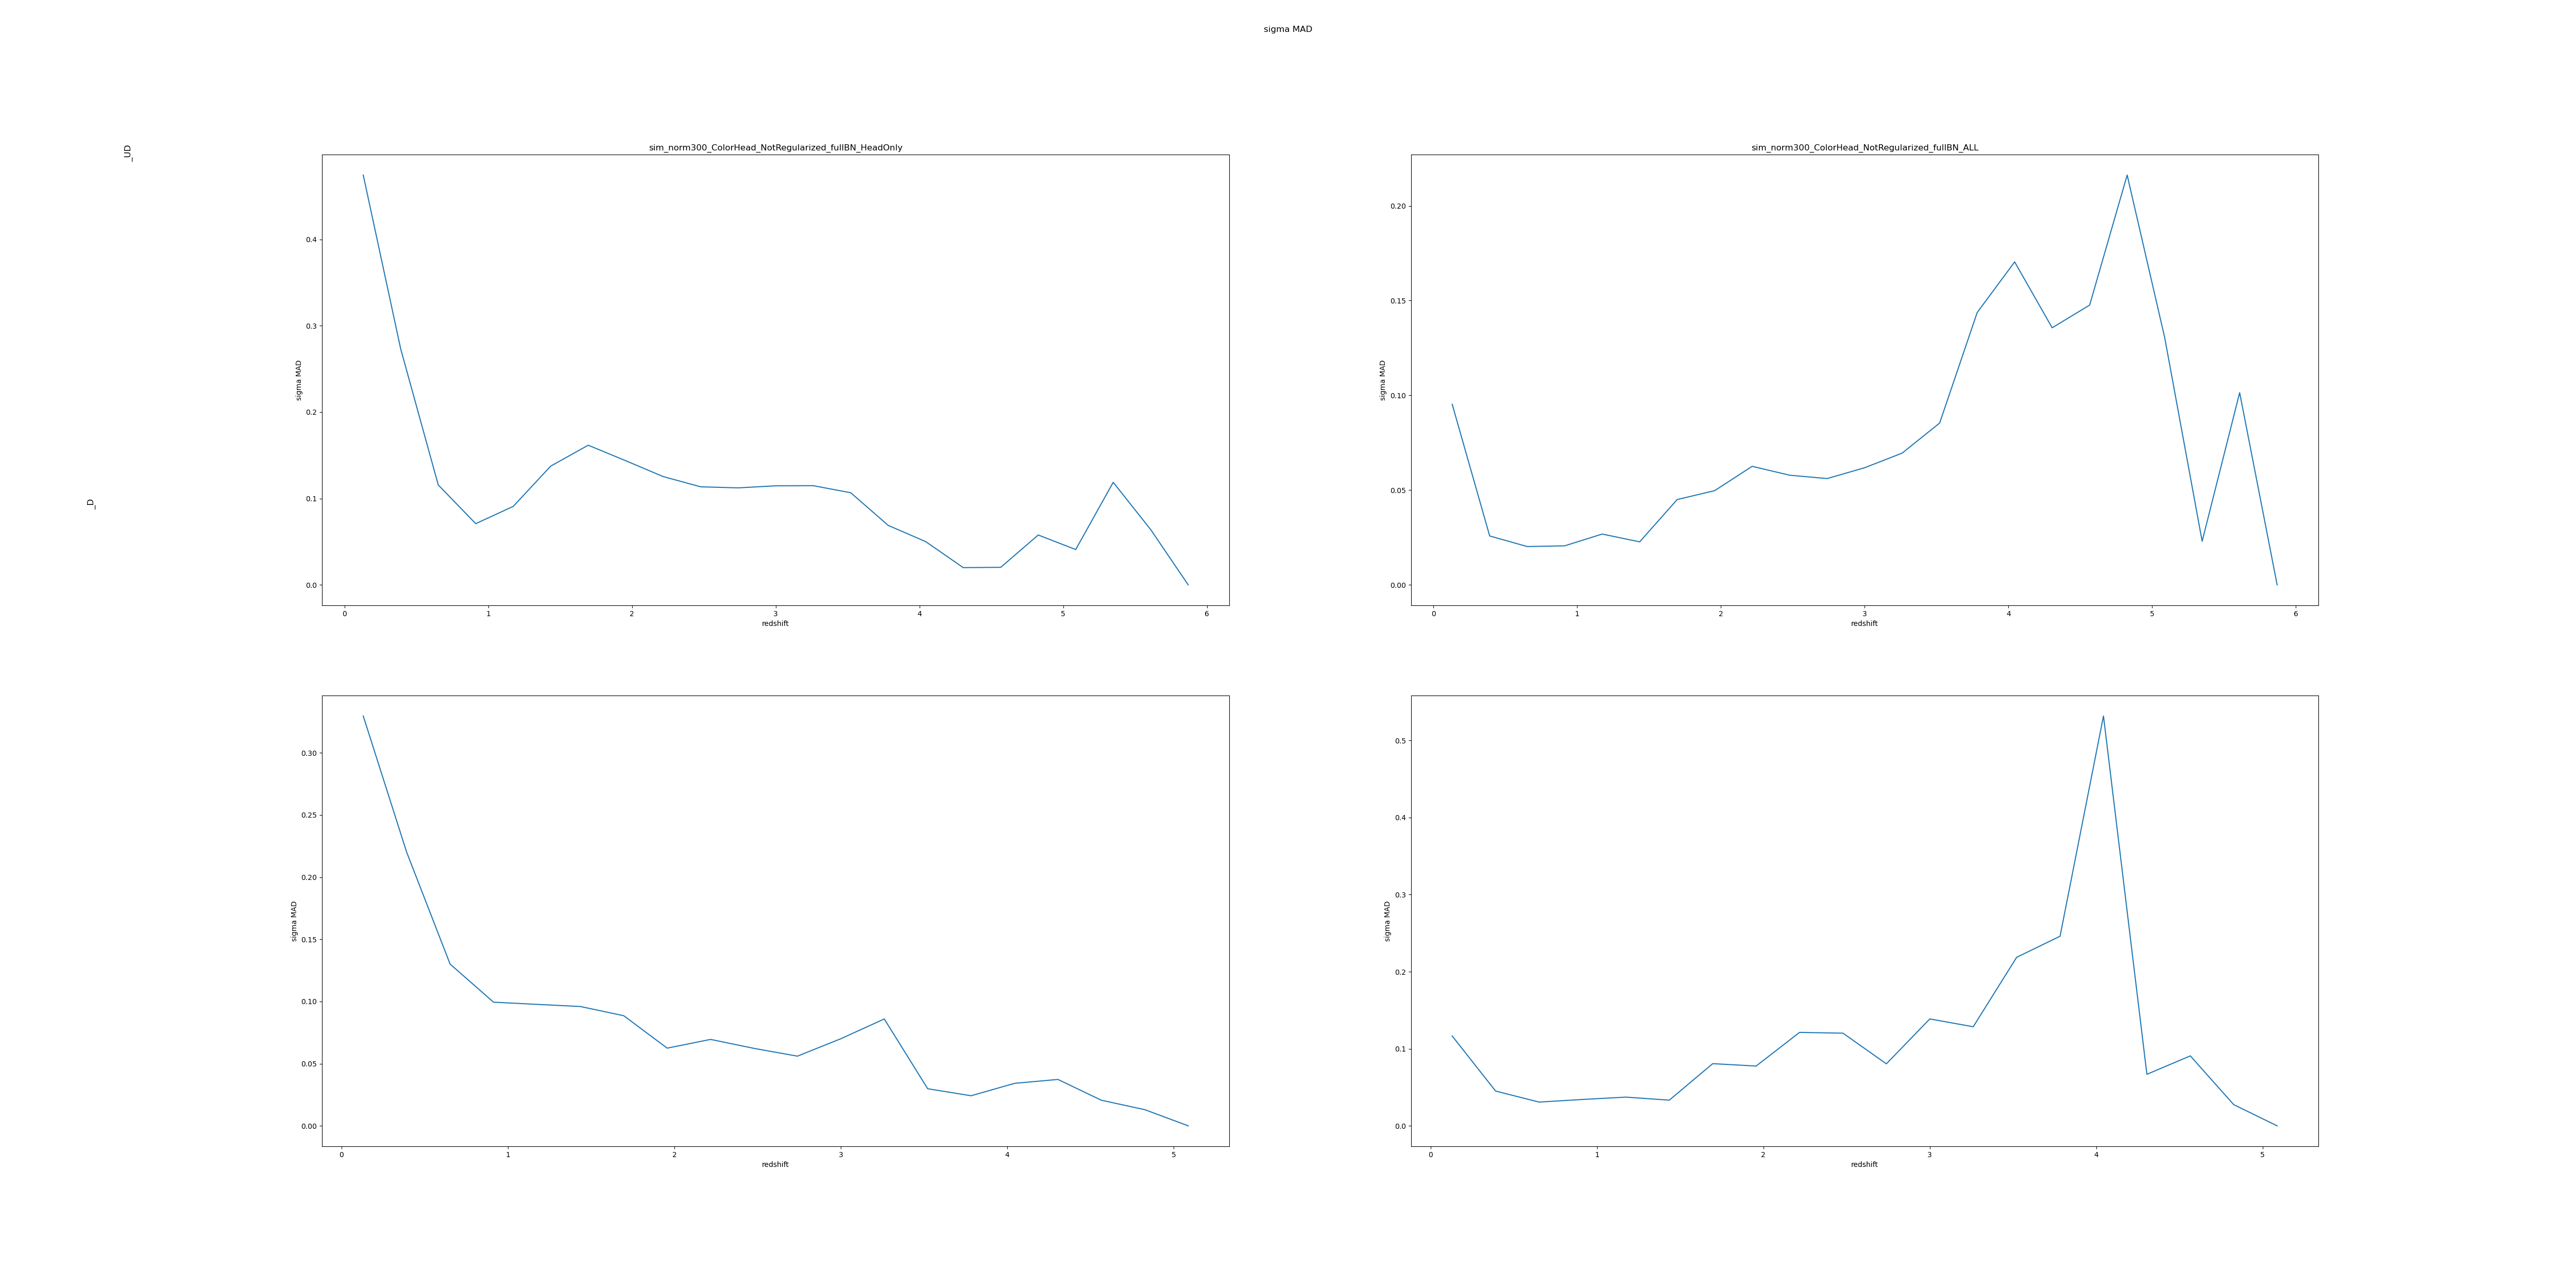 sigma MAD
_UD
sim_norm300_ColorHead_NotRegularized_fullBN_HeadOnly
sigma MAD
0.4
0.3
0.2
0.1
0.0
0 1 2 3 4 5 6
redshift
sim_norm300_ColorHead_NotRegularized_fullBN_ALL
sigma MAD
0.20
0.15
0.10
0.05
0.00
0 1 2 3 4 5 6
redshift
_D
sigma MAD
0.30
0.25
0.20
0.15
0.10
0.05
0.00
0 1 2 3 4 5
redshift
sigma MAD
0.5
0.4
0.3
0.2
0.1
0.0
0 1 2 3 4 5
redshift